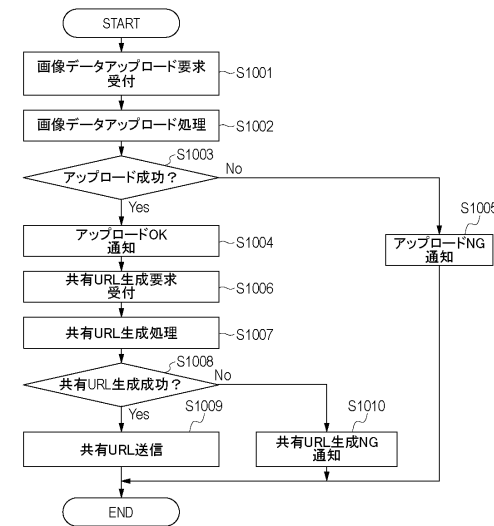 START
画像データアップロード要求
受付
S1001
画像データアップロード処理
S1002
S1003
アップロード成功？
No
Yes
S1005
アップロードOK
通知
S1004
アップロードNG
通知
共有URL生成要求
受付
S1006
共有URL生成処理
S1007
S1008
共有URL生成成功？
No
Yes
S1009
S1010
共有URL送信
共有URL生成NG
通知
END